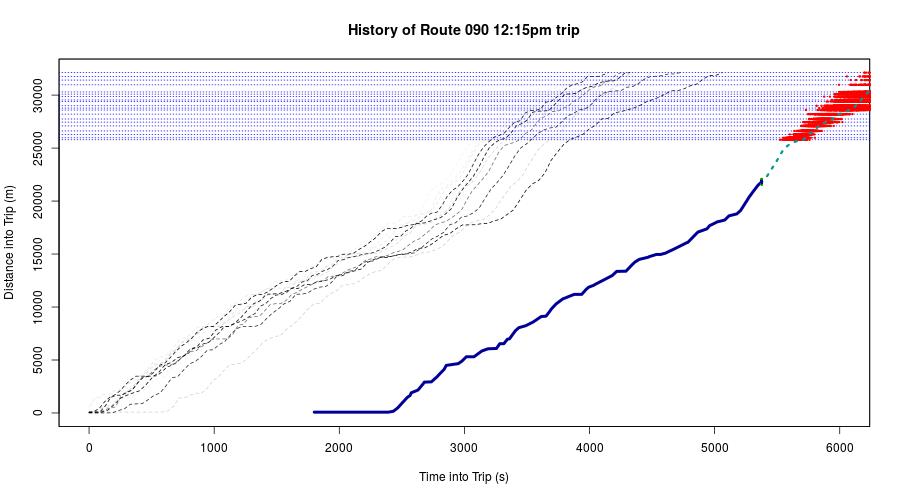 History of Route 090 12:15pm trip
Distance into Trip (m)
30000
25000
20000
15000
10000
5000
0
0 1000 2000 3000 4000 5000 6000
Time into Trip (s)